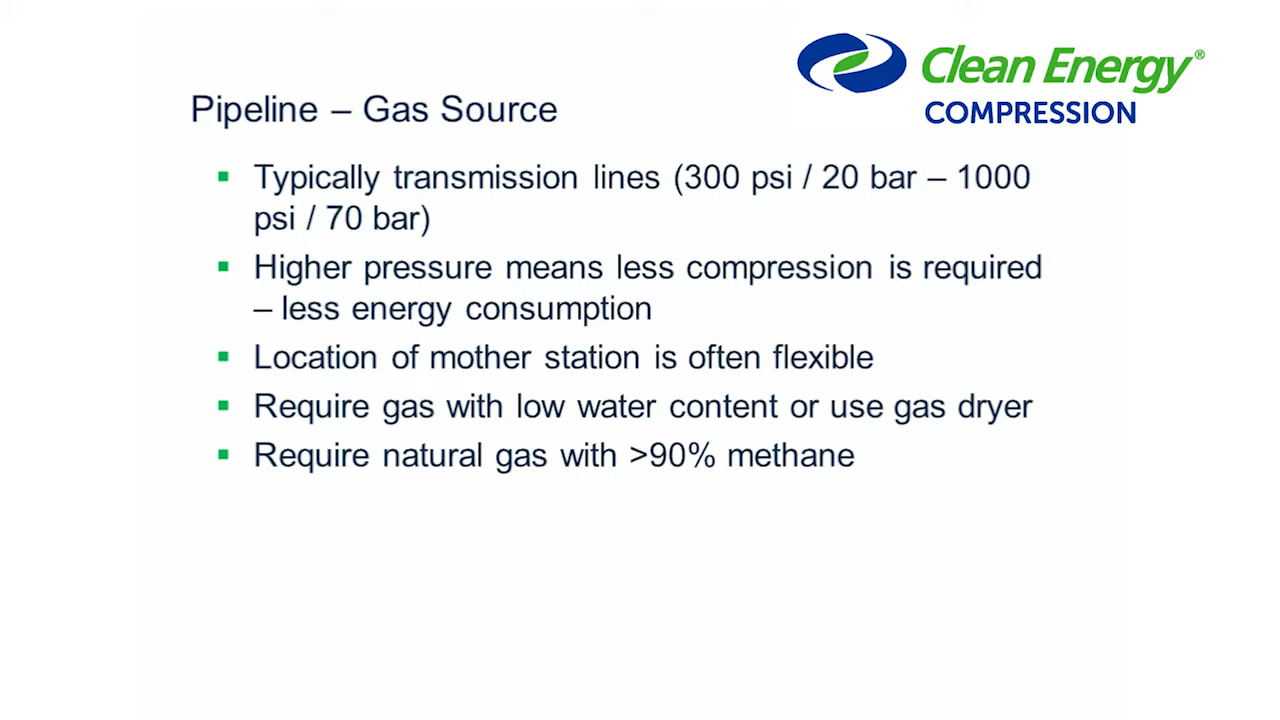 Clean Energy®
COMPRESSION
Pipeline – Gas Source
Typically transmission lines (300 psi / 20 bar – 1000
psi / 70 bar)
Higher pressure means less compression is required
– less energy consumption
Location of mother station is often flexible
Require gas with low water content or use gas dryer
Require natural gas with >90% methane